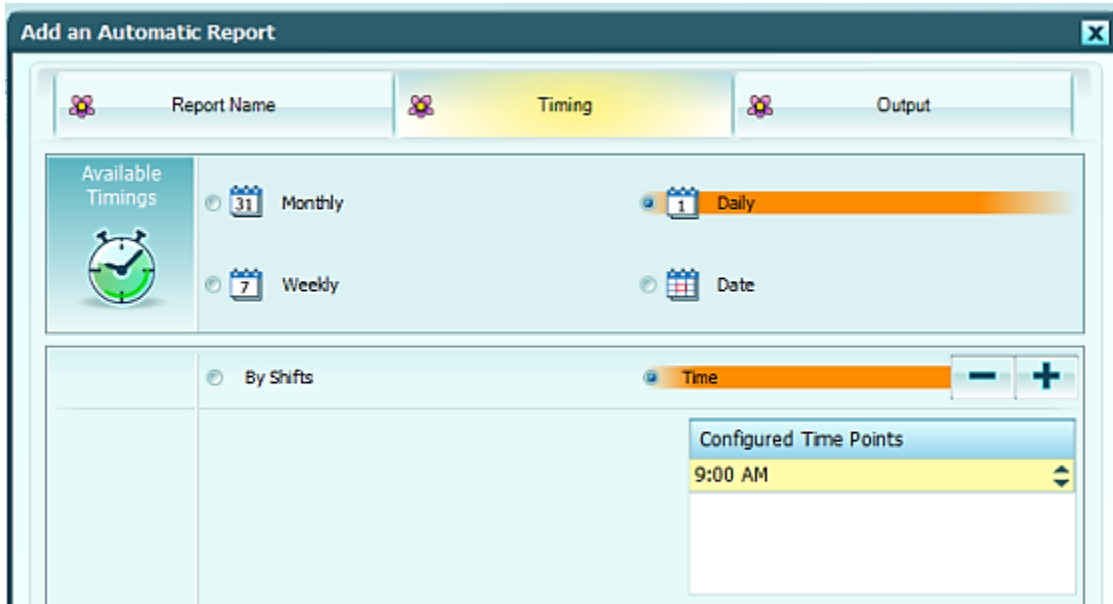 Add an Automatic Report
Report Name
Timing
Output
Available
Timings
31
Monthly
1
Daily
7
Weekly
Date
By Shifts
Time
Configured Time Points
9:00 AM